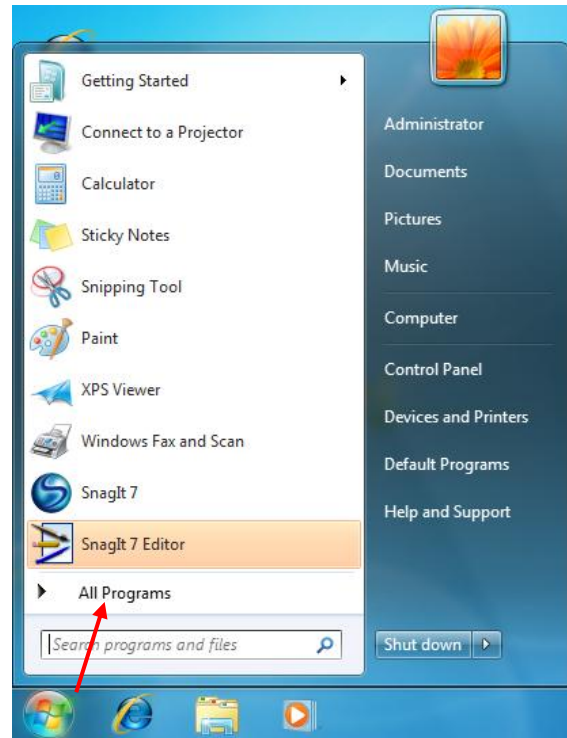 Getting Started
Connect to a Projector
Calculator
Sticky Notes
Snipping Tool
Paint
XPS Viewer
Windows Fax and Scan
SnagIt 7
SnagIt 7 Editor
All Programs
Search programs and files
Administrator
Documents
Pictures
Music
Computer
Control Panel
Devices and Printers
Default Programs
Help and Support
Shut down